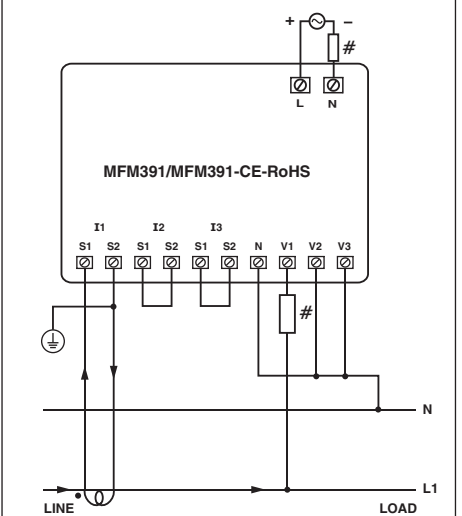 + −
#
L N
MFM391/MFM391-CE-RoHS
I1 I2 I3
S1 S2 S1 S2 S1 S2 N V1 V2 V3
#
N
L1
LINE LOAD